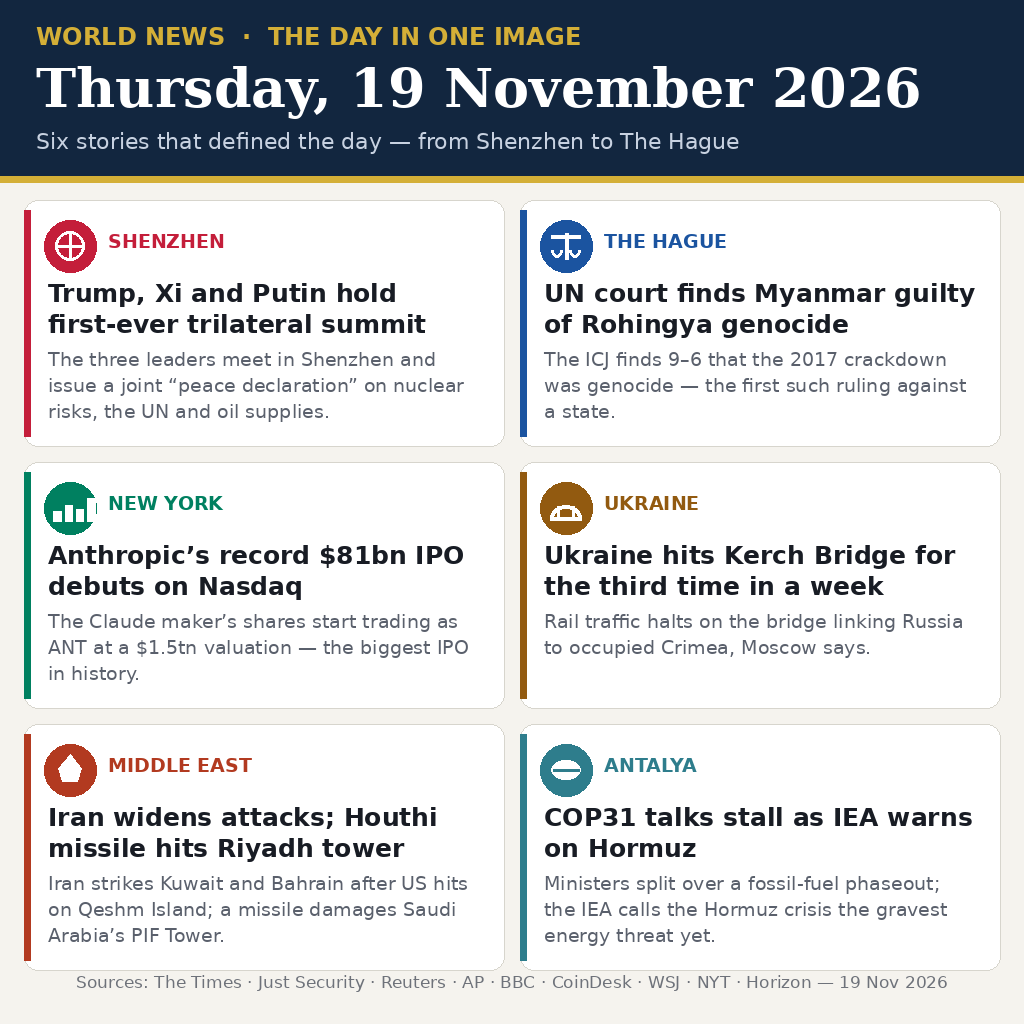 WORLD NEWS · THE DAY IN ONE IMAGE
Thursday, 19 November 2026
Six stories that defined the day — from Shenzhen to The Hague
SHENZHEN
Trump, Xi and Putin hold
first-ever trilateral summit
The three leaders meet in Shenzhen and
issue a joint “peace declaration” on nuclear
risks, the UN and oil supplies.
THE HAGUE
UN court finds Myanmar guilty
of Rohingya genocide
The ICJ finds 9–6 that the 2017 crackdown
was genocide — the first such ruling against
a state.
NEW YORK
Anthropic’s record $81bn IPO
debuts on Nasdaq
The Claude maker’s shares start trading as
ANT at a $1.5tn valuation — the biggest IPO
in history.
UKRAINE
Ukraine hits Kerch Bridge for
the third time in a week
Rail traffic halts on the bridge linking Russia
to occupied Crimea, Moscow says.
MIDDLE EAST
Iran widens attacks; Houthi
missile hits Riyadh tower
Iran strikes Kuwait and Bahrain after US hits
on Qeshm Island; a missile damages Saudi
Arabia’s PIF Tower.
ANTALYA
COP31 talks stall as IEA warns
on Hormuz
Ministers split over a fossil-fuel phaseout;
the IEA calls the Hormuz crisis the gravest
energy threat yet.
Sources: The Times · Just Security · Reuters · AP · BBC · CoinDesk · WSJ · NYT · Horizon — 19 Nov 2026